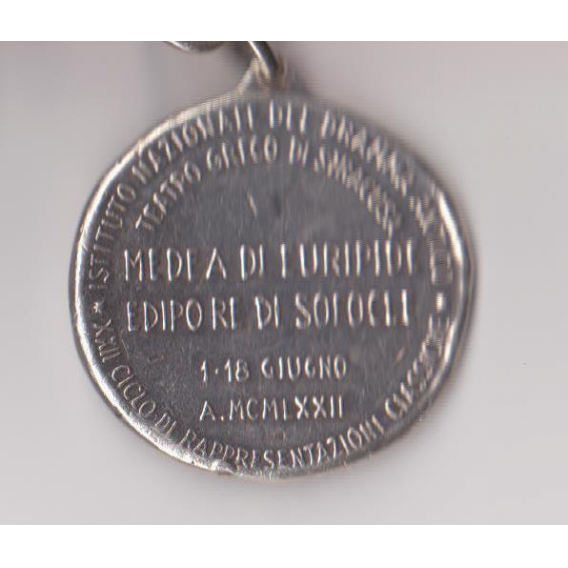 ISTITUTO NAZIONALE DEL DRAMMA ANTICO
TEATRO GRECO DI SIRACUSA
MEDEA DI EURIPIDE
EDIPO RE DI SOFOCLE
1-18 GIUGNO
A. MCMLXXII
XXII CICLO DI RAPPRESENTAZIONI CLASSICHE